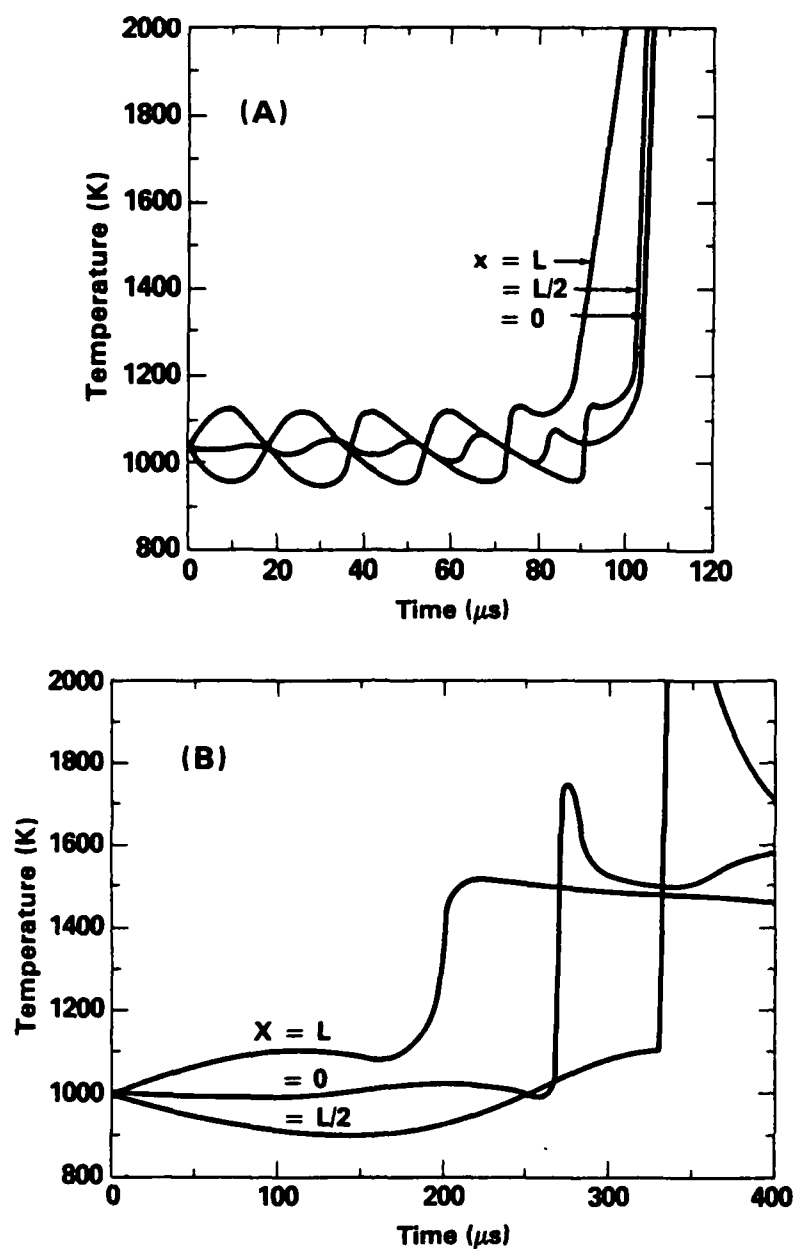 2000
1800
1600
1400
1200
1000
800
Temperature (K)
(A)
x = L
= L/2
= 0
0 20 40 60 80 100 120
Time (μs)
2000
1800
1600
1400
1200
1000
800
Temperature (K)
(B)
X = L
= 0
= L/2
0 100 200 300 400
Time (μs)